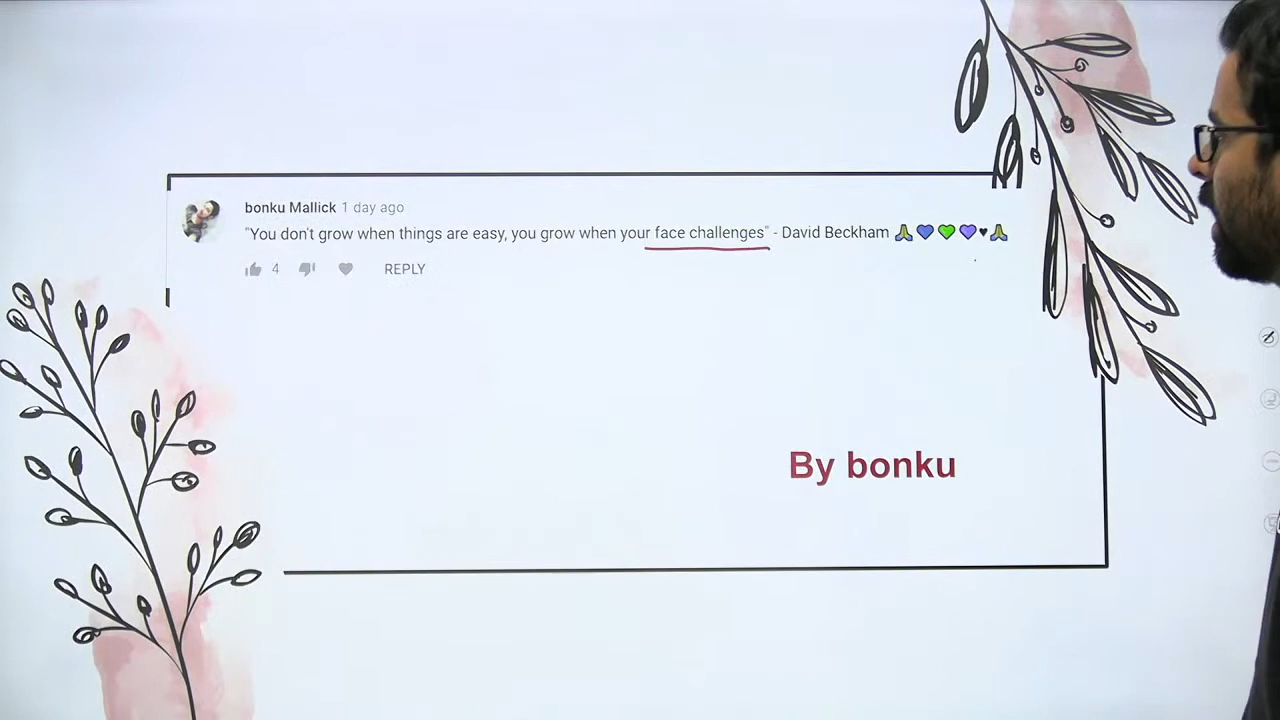 bonku Mallick 1 day ago
"You don't grow when things are easy, you grow when your face challenges" - David Beckham 🙏💙💚💜♥🙏
4 REPLY
By bonku